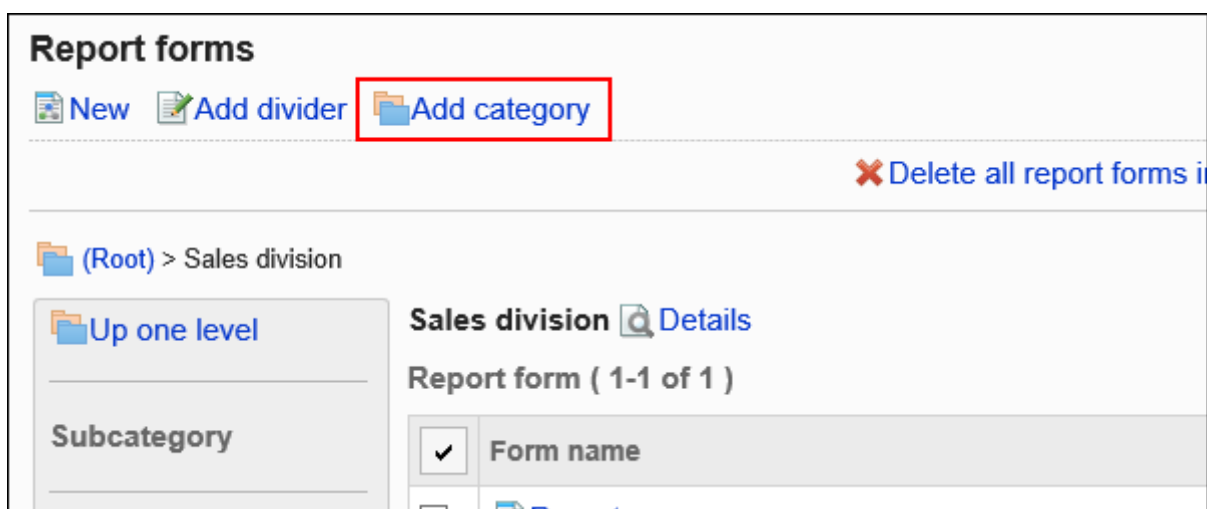 Report forms
New Add divider Add category
Delete all report forms
(Root) > Sales division
Up one level
Sales division Details
Report form ( 1-1 of 1 )
Subcategory
Form name